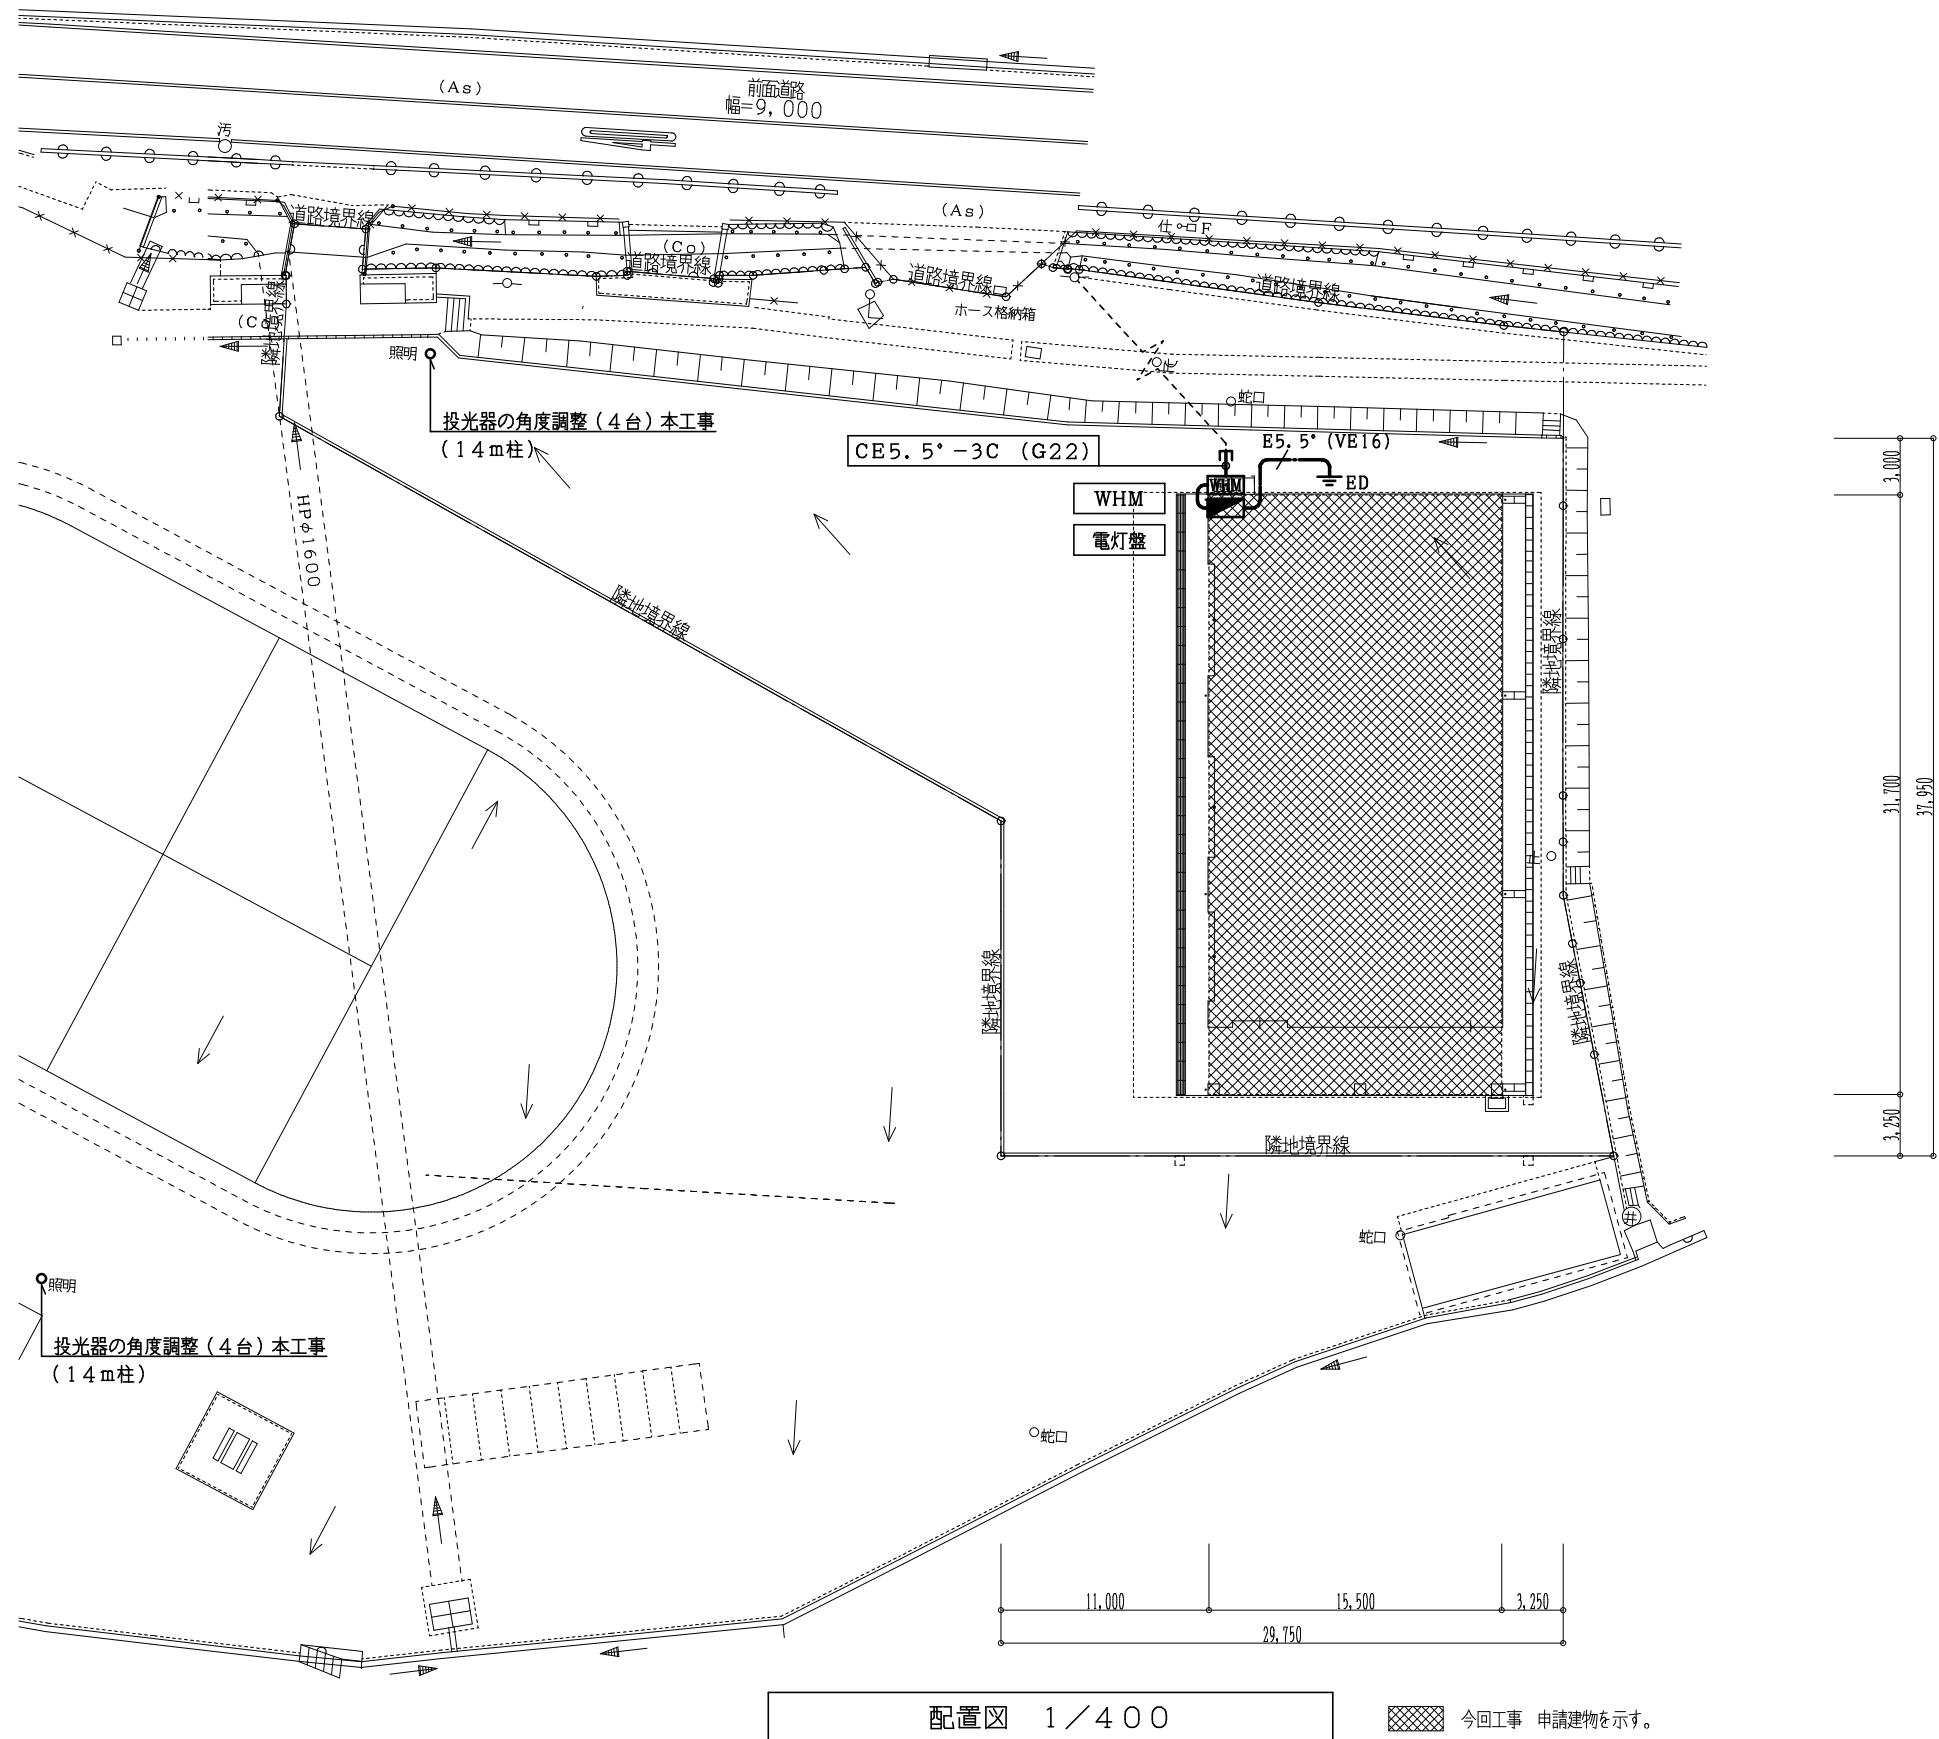 (As)
前面道路
幅=9,000
汚
(As)
仕
F
道路境界線
(Co)
道路境界線
道路境界線
道路境界線
ホース格納箱
(Co)
隣地境界線
照明
投光器の角度調整(4台)本工事
(14m柱)
蛇口
CE5.5°-3C (G22)
E5.5°(VE16)
ED
WHM
WHM
電灯盤
HPφ1600
隣地境界線
隣地境界線
隣地境界線
隣地境界線
隣地境界線
3,000
31,700
37,950
3,250
蛇口
井
照明
投光器の角度調整(4台)本工事
(14m柱)
蛇口
11,000
15,500
3,250
29,750
配置図 1/400
今回工事 申請建物を示す。